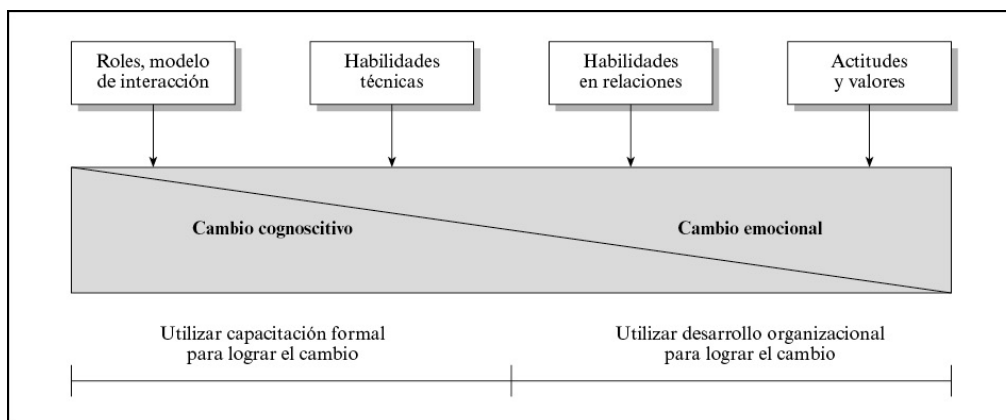 Roles, modelo
de interacción
Habilidades
técnicas
Habilidades
en relaciones
Actitudes
y valores
Cambio cognoscitivo
Cambio emocional
Utilizar capacitación formal
para lograr el cambio
Utilizar desarrollo organizacional
para lograr el cambio